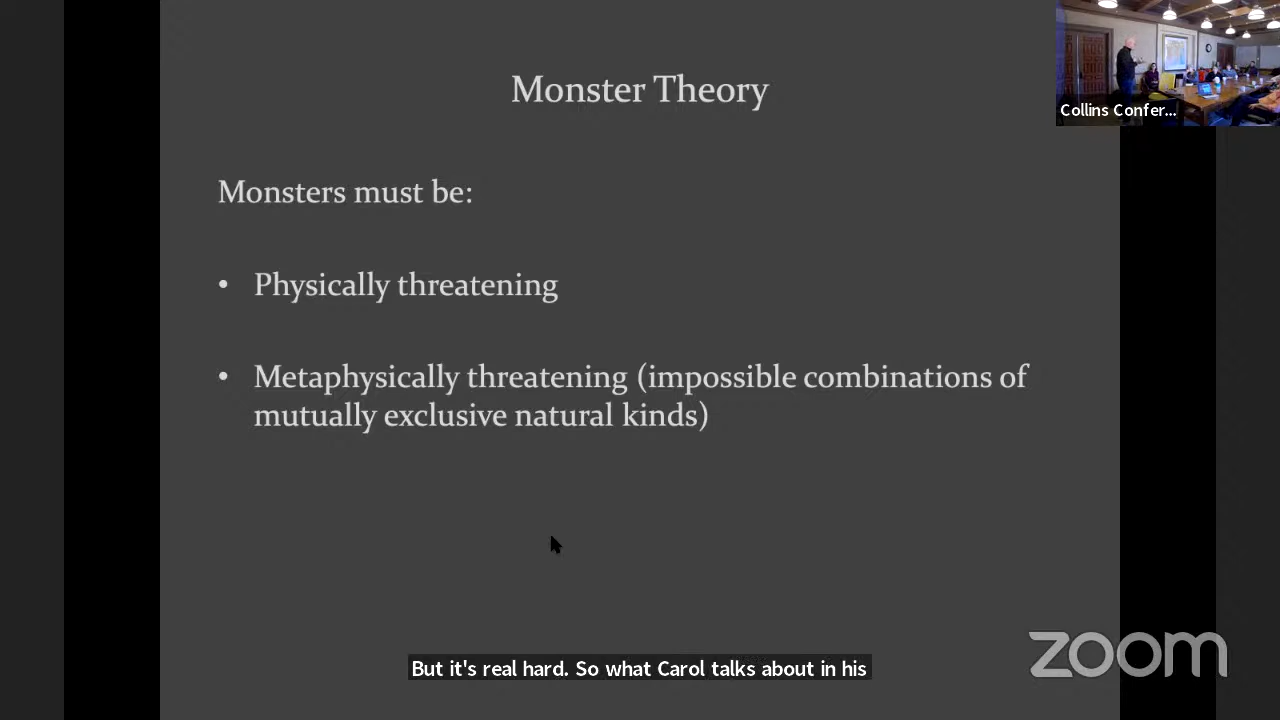 Monster Theory
Collins Confer...
Monsters must be:
• Physically threatening
• Metaphysically threatening (impossible combinations of
mutually exclusive natural kinds)
zoom
But it's real hard. So what Carol talks about in his